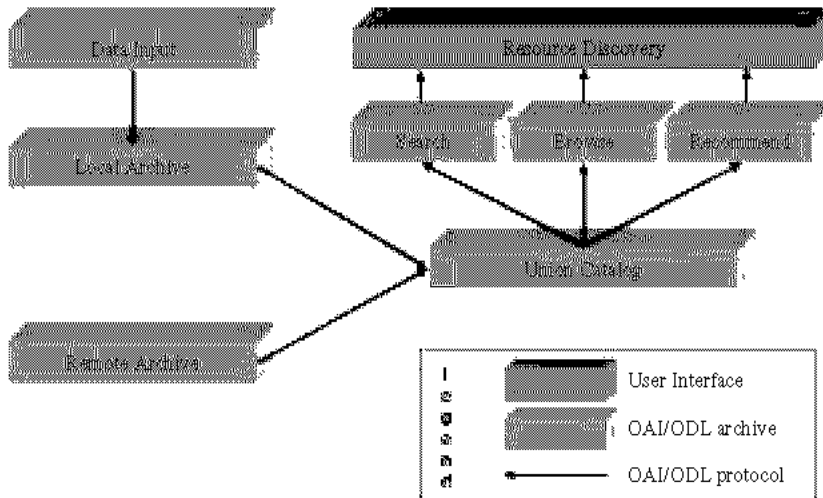 Data Input
Resource Discovery
Local Archive
Search
Browse
Recommend
Union Catalog
Remote Archive
User Interface
OAI/ODL archive
OAI/ODL protocol